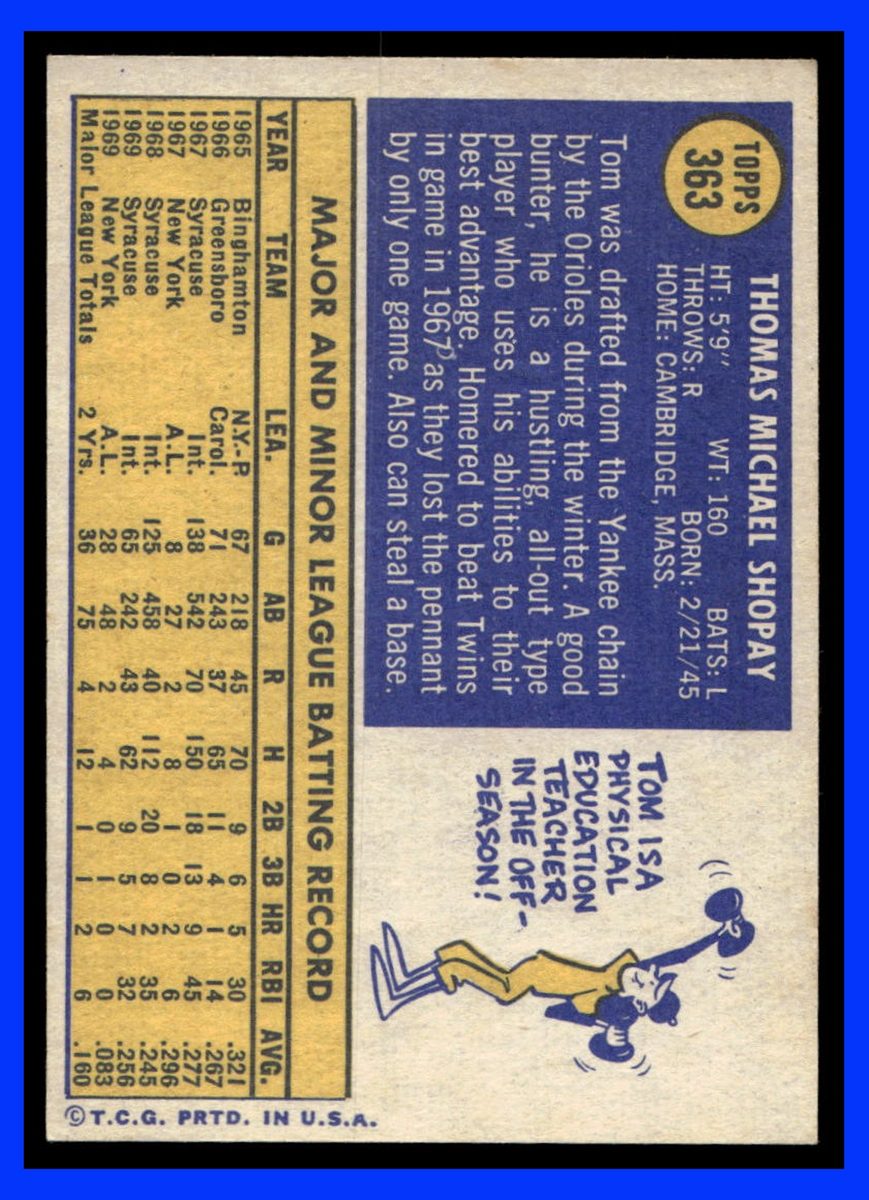 TOPPS
363
THOMAS MICHAEL SHOPAY
HT: 5'9" WT: 160 BATS: L
THROWS: R BORN: 2/21/45
HOME: CAMBRIDGE, MASS.
Tom was drafted from the Yankee chain
by the Orioles during the winter. A good
bunter, he is a hustling, all-out type
player who uses his abilities to their
best advantage. Homered to beat Twins
in game in 1967 as they lost the pennant
by only one game. Also can steal a base.
TOM IS A
PHYSICAL
EDUCATION
TEACHER
IN THE OFF-
SEASON!
MAJOR AND MINOR LEAGUE BATTING RECORD
YEAR TEAM LEA. G AB R H 2B 3B HR RBI AVG.
1965 Binghamton N.Y.-P. 67 218 45 70 9 6 5 30 .321
1966 Greensboro Carol. 71 243 37 65 11 4 1 14 .267
1967 Syracuse Int. 138 542 70 150 18 13 9 45 .277
1967 New York A.L. 8 27 2 8 1 0 2 6 .296
1968 Syracuse Int. 125 458 40 112 20 8 2 35 .245
1969 Syracuse Int. 65 242 43 62 9 5 7 32 .256
1969 New York A.L. 28 48 2 4 0 1 0 0 .083
Major League Totals 2 Yrs. 36 75 4 12 1 1 2 6 .160
©T.C.G. PRTD. IN U.S.A.